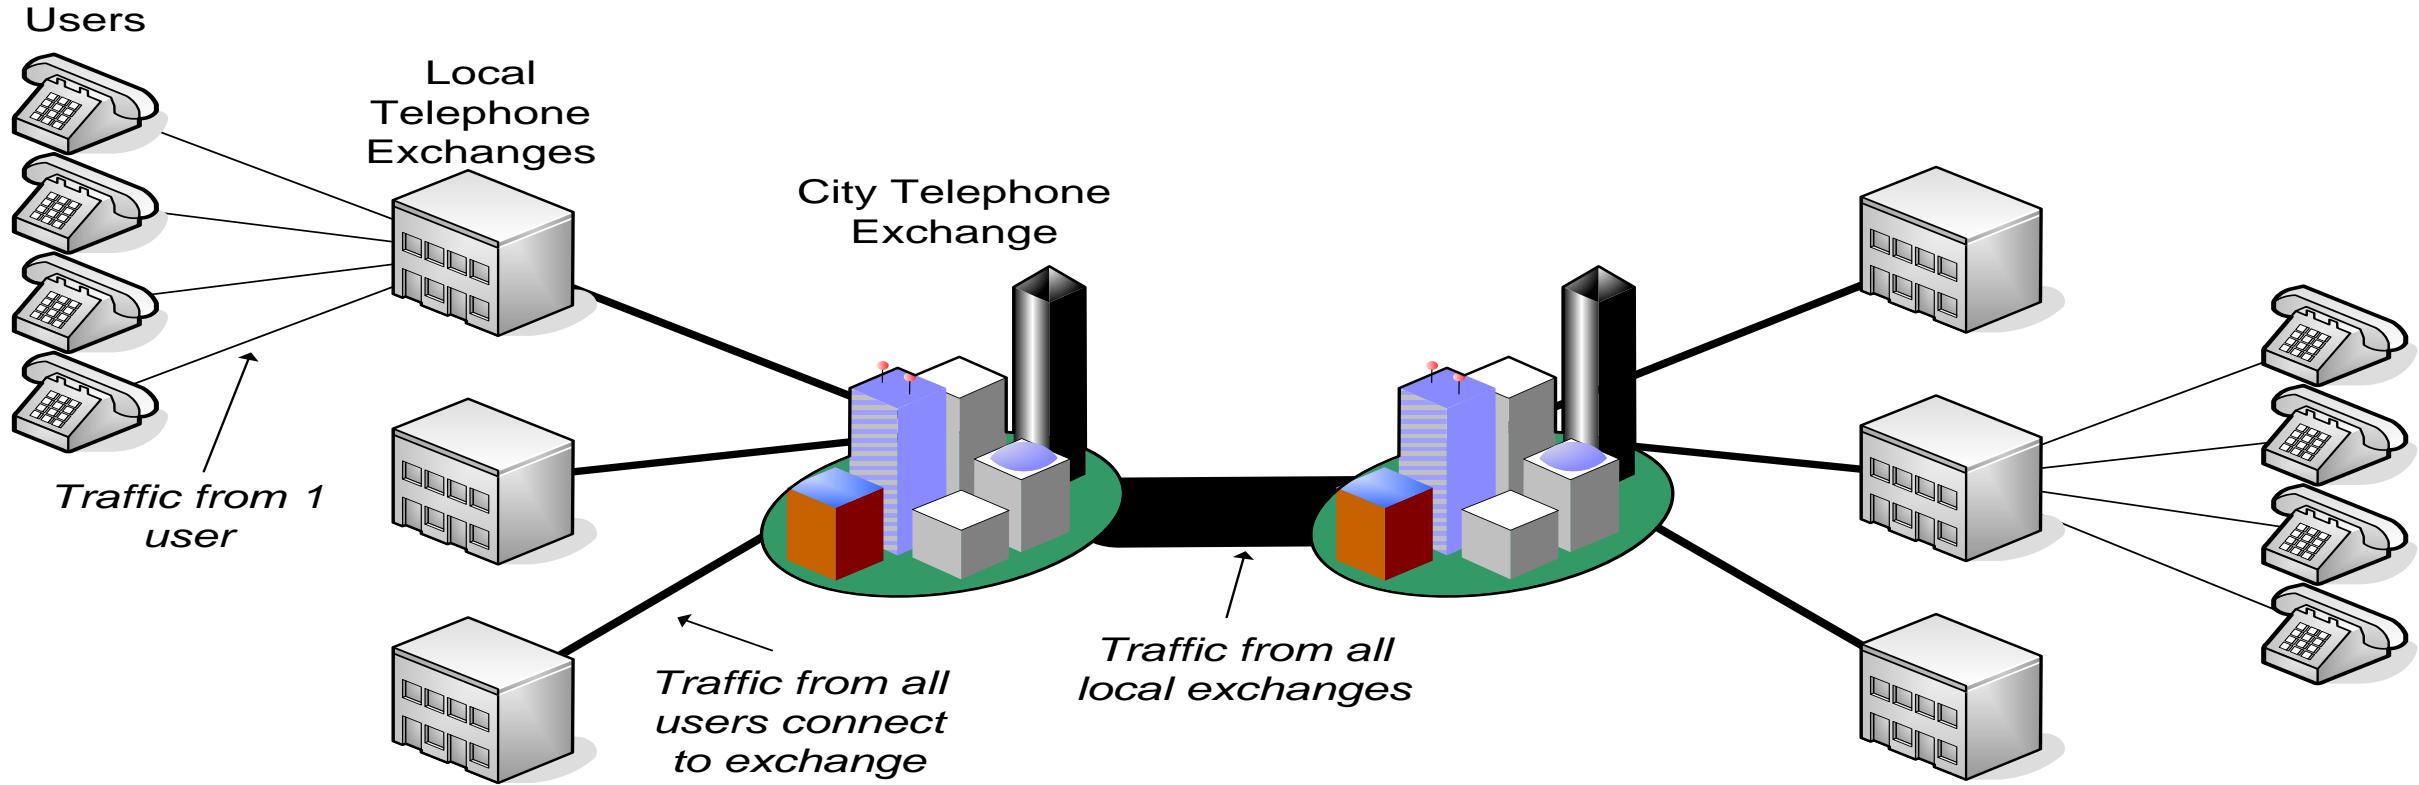 Users
Local
Telephone
Exchanges
City Telephone
Exchange
Traffic from 1
user
Traffic from all
users connect
to exchange
Traffic from all
local exchanges